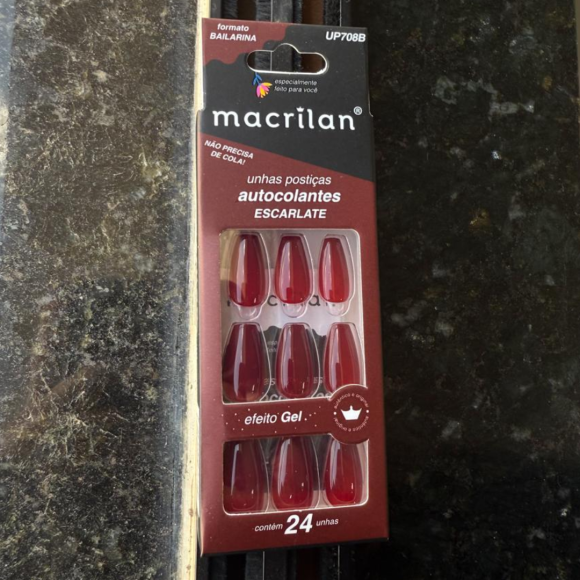 formato
BAILARINA
UP708B
especialmente
feito para você
macrilan®
NÃO PRECISA
DE COLA!
unhas postiças
autocolantes
ESCARLATE
efeito Gel
contém 24 unhas